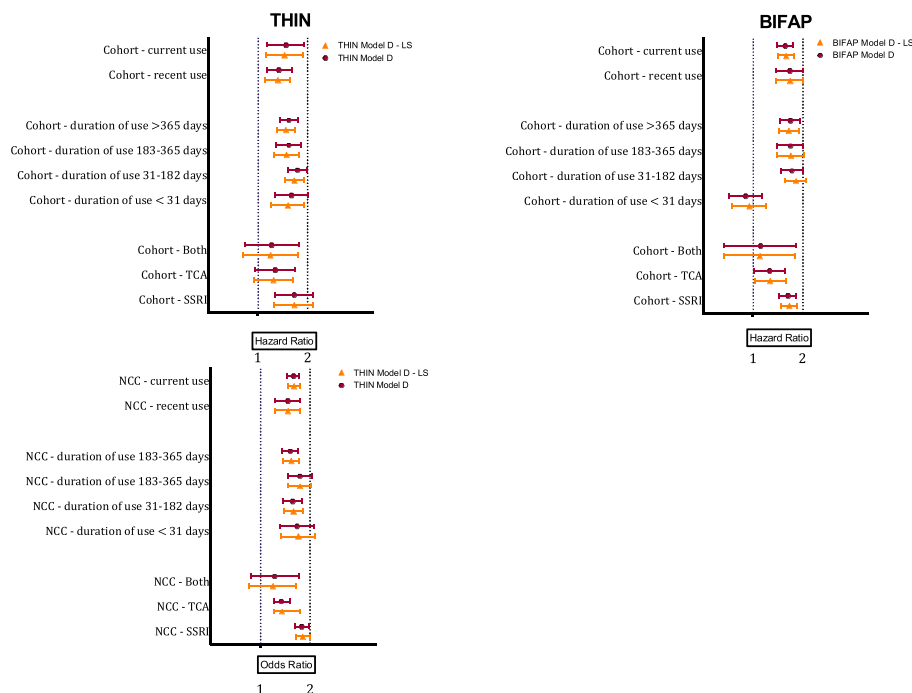 THIN
THIN Model D - LS
THIN Model D
Cohort - current use
Cohort - recent use
Cohort - duration of use >365 days
Cohort - duration of use 183-365 days
Cohort - duration of use 31-182 days
Cohort - duration of use < 31 days
Cohort - Both
Cohort - TCA
Cohort - SSRI
Hazard Ratio
1 2
BIFAP
BIFAP Model D - LS
BIFAP Model D
Cohort - current use
Cohort - recent use
Cohort - duration of use >365 days
Cohort - duration of use 183-365 days
Cohort - duration of use 31-182 days
Cohort - duration of use < 31 days
Cohort - Both
Cohort - TCA
Cohort - SSRI
Hazard Ratio
1 2
THIN Model D - LS
THIN Model D
NCC - current use
NCC - recent use
NCC - duration of use 183-365 days
NCC - duration of use 183-365 days
NCC - duration of use 31-182 days
NCC - duration of use < 31 days
NCC - Both
NCC - TCA
NCC - SSRI
Odds Ratio
1 2